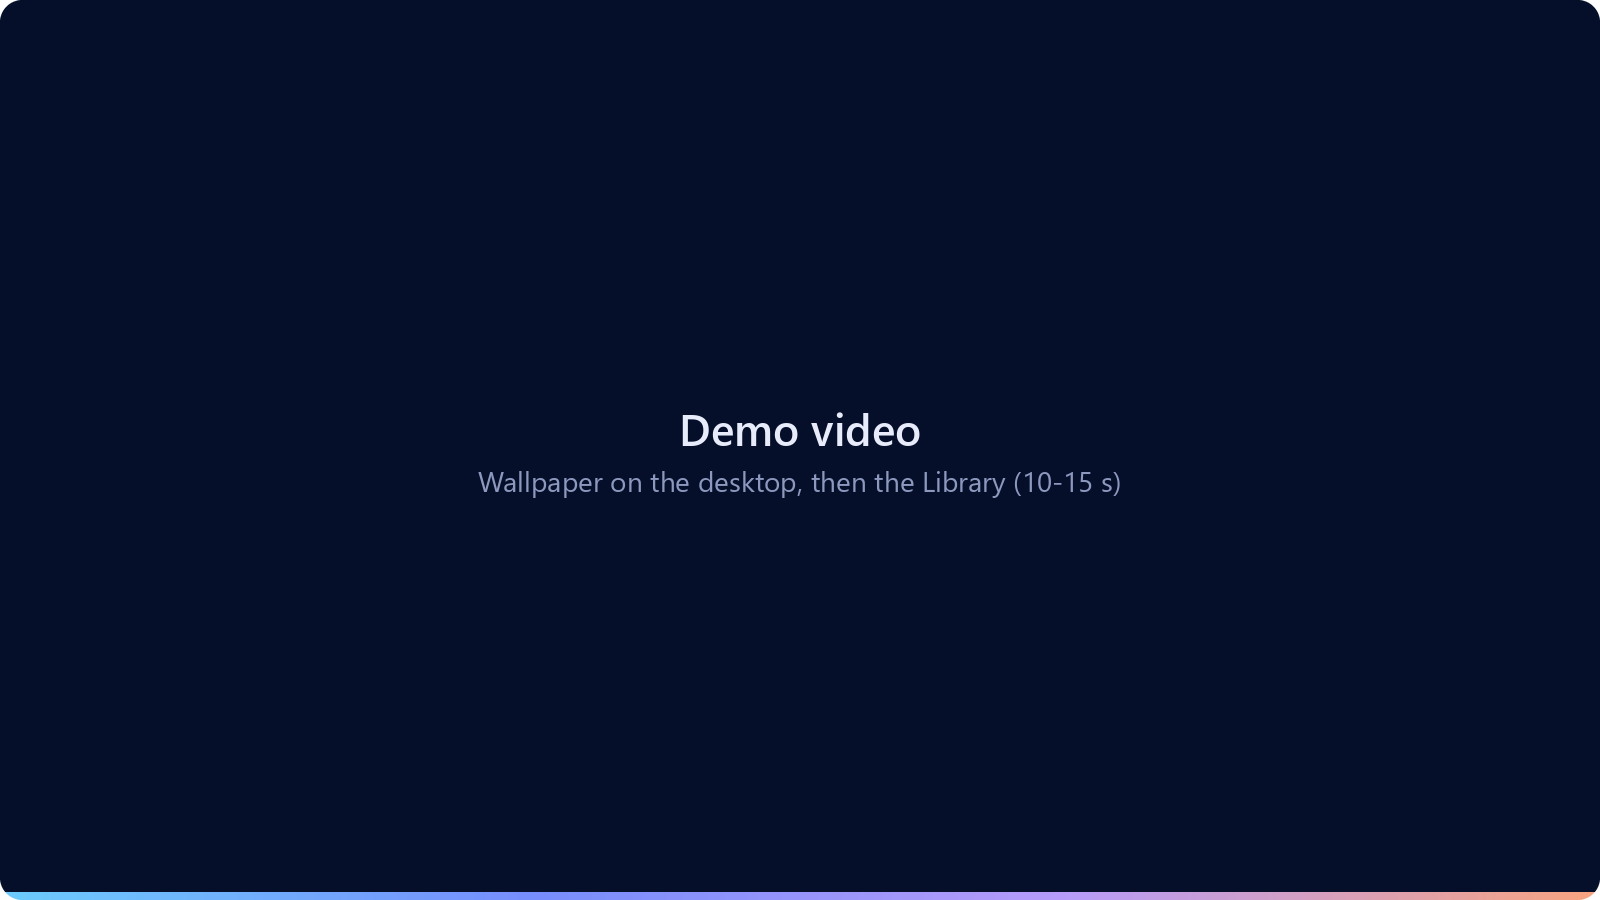 Demo video
Wallpaper on the desktop, then the Library (10-15 s)